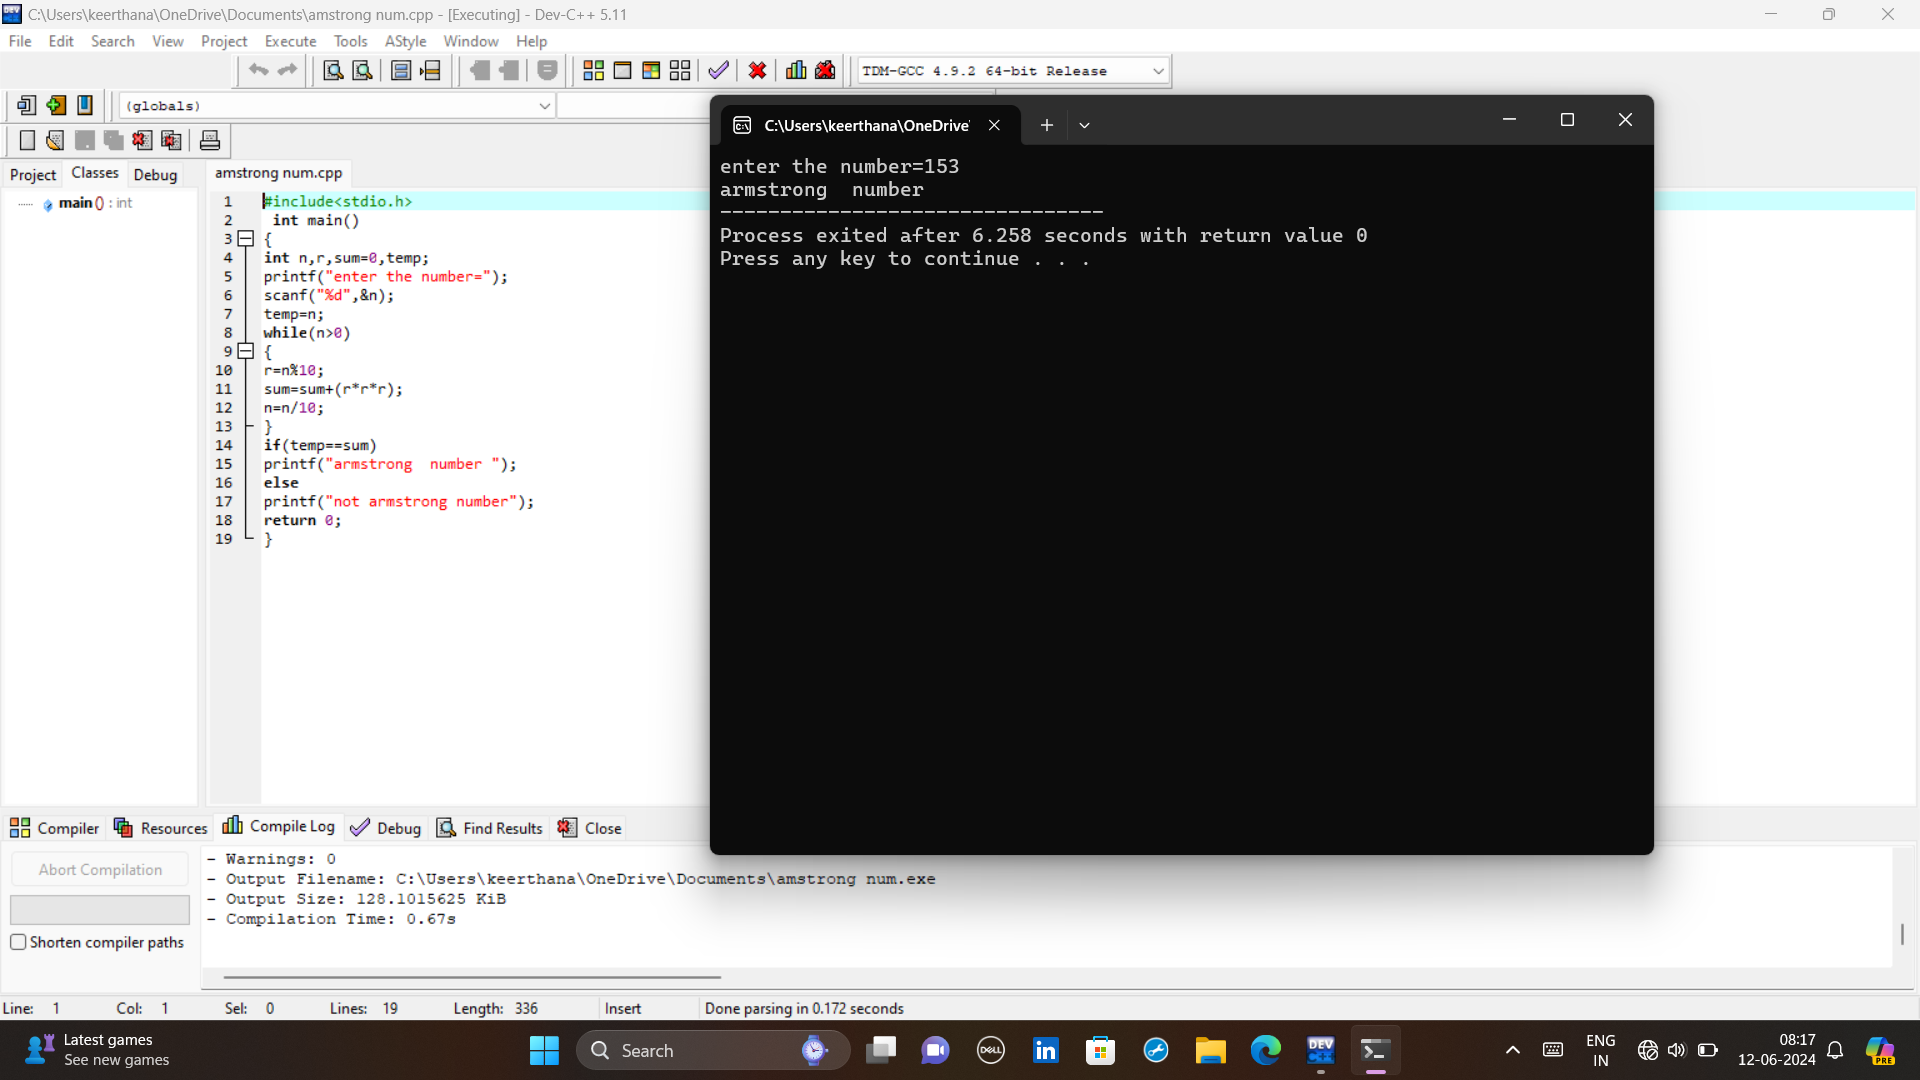 C:\Users\keerthana\OneDrive\Documents\amstrong num.cpp - [Executing] - Dev-C++ 5.11
File Edit Search View Project Execute Tools AStyle Window Help
TDM-GCC 4.9.2 64-bit Release
(globals)
Project Classes Debug
main () : int
amstrong num.cpp
1 #include<stdio.h>
2 int main()
3 {
4 int n,r,sum=0,temp;
5 printf("enter the number=");
6 scanf("%d",&n);
7 temp=n;
8 while(n>0)
9 {
10 r=n%10;
11 sum=sum+(r*r*r);
12 n=n/10;
13 }
14 if(temp==sum)
15 printf("armstrong  number ");
16 else
17 printf("not armstrong number");
18 return 0;
19 }
C:\Users\keerthana\OneDrive\
enter the number=153
armstrong  number
--------------------------------
Process exited after 6.258 seconds with return value 0
Press any key to continue . . .
Compiler Resources Compile Log Debug Find Results Close
Abort Compilation
Shorten compiler paths
- Warnings: 0
- Output Filename: C:\Users\keerthana\OneDrive\Documents\amstrong num.exe
- Output Size: 128.1015625 KiB
- Compilation Time: 0.67s
Line: 1 Col: 1 Sel: 0 Lines: 19 Length: 336 Insert Done parsing in 0.172 seconds
Latest games
See new games
Search
DELL
in
DEV
ENG
IN
08:17
12-06-2024
PRE